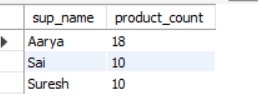 sup_name product_count
Aarya 18
Sai 10
Suresh 10